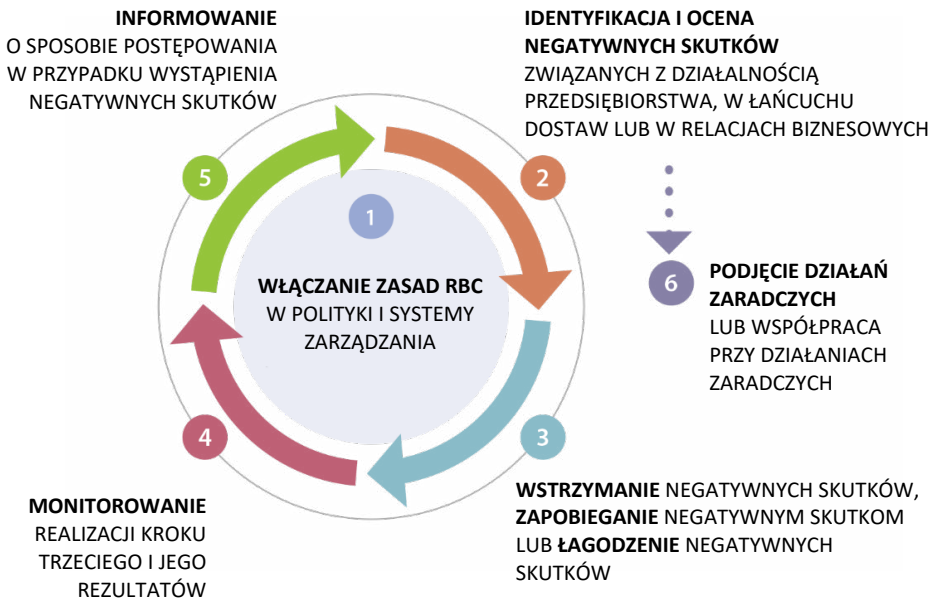 INFORMOWANIE
O SPOSOBIE POSTĘPOWANIA
W PRZYPADKU WYSTĄPIENIA
NEGATYWNYCH SKUTKÓW
IDENTYFIKACJA I OCENA
NEGATYWNYCH SKUTKÓW
ZWIĄZANYCH Z DZIAŁALNOŚCIĄ
PRZEDSIĘBIORSTWA, W ŁAŃCUCHU
DOSTAW LUB W RELACJACH BIZNESOWYCH
5
2
1
WŁĄCZANIE ZASAD RBC
W POLITYKI I SYSTEMY
ZARZĄDZANIA
6
PODJĘCIE DZIAŁAŃ
ZARADCZYCH
LUB WSPÓŁPRACA
PRZY DZIAŁANIACH
ZARADCZYCH
4
3
MONITOROWANIE
REALIZACJI KROKU
TRZECIEGO I JEGO
REZULTATÓW
WSTRZYMANIE NEGATYWNYCH SKUTKÓW,
ZAPOBIEGANIE NEGATYWNYM SKUTKOM
LUB ŁAGODZENIE NEGATYWNYCH
SKUTKÓW